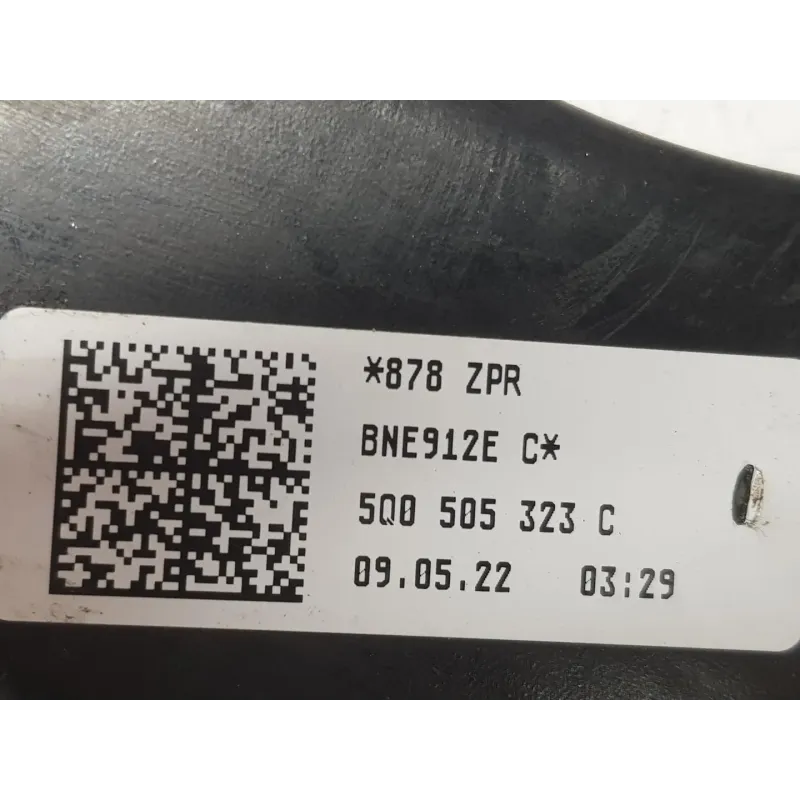 *878 ZPR
BNE912E C*
5Q0 505 323 C
09.05.22 03:29